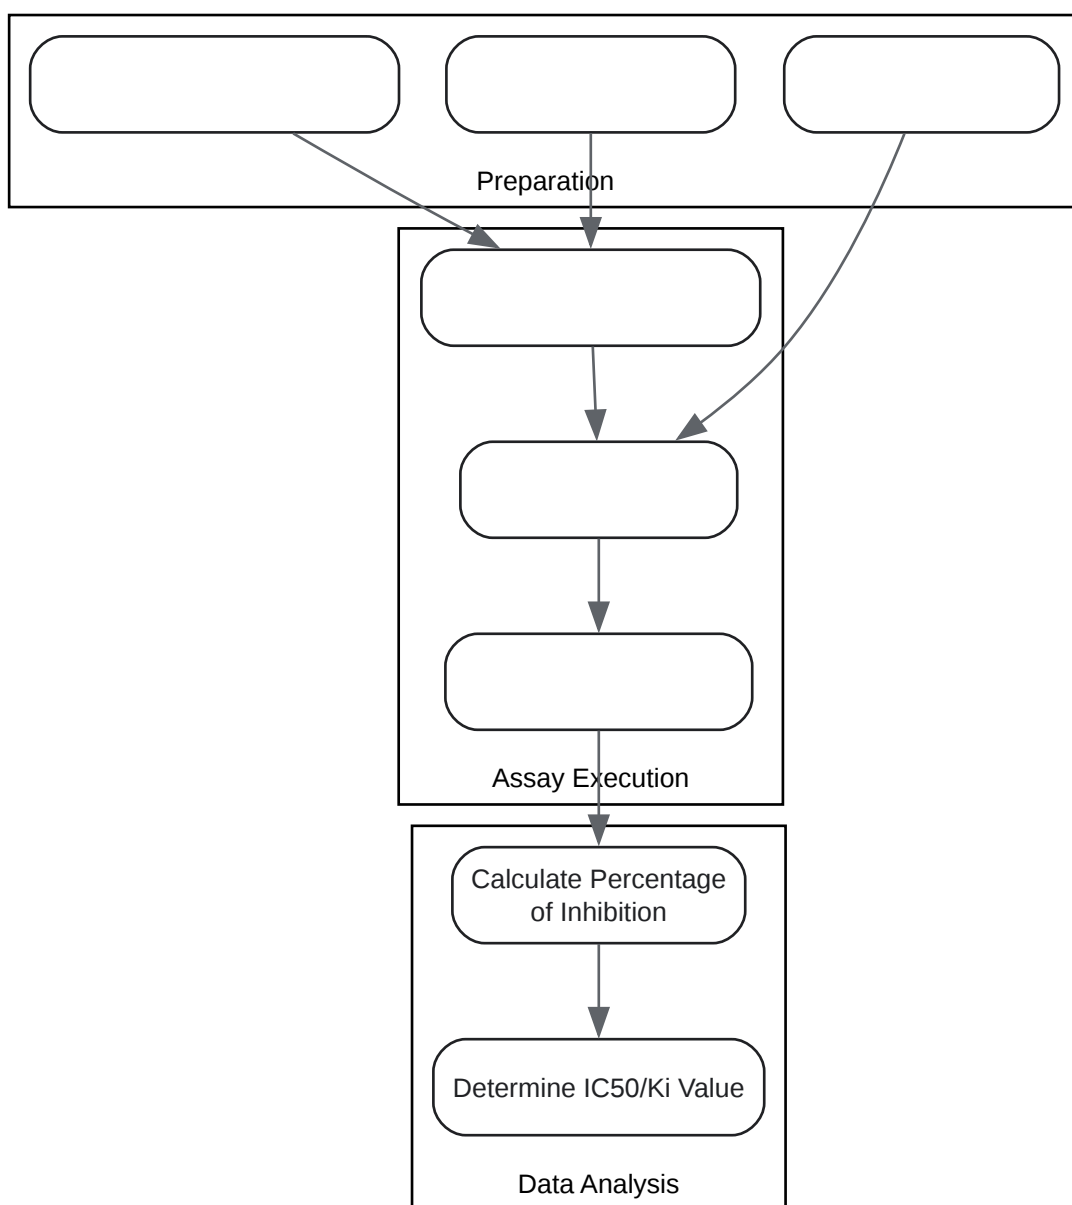 Preparation
Assay Execution
Calculate Percentage
of Inhibition
Determine IC50/Ki Value
Data Analysis